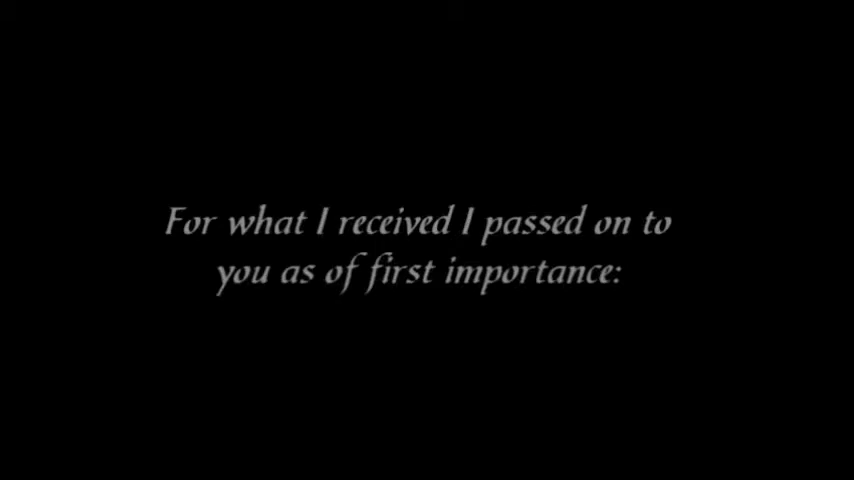 For what I received I passed on to
you as of first importance: